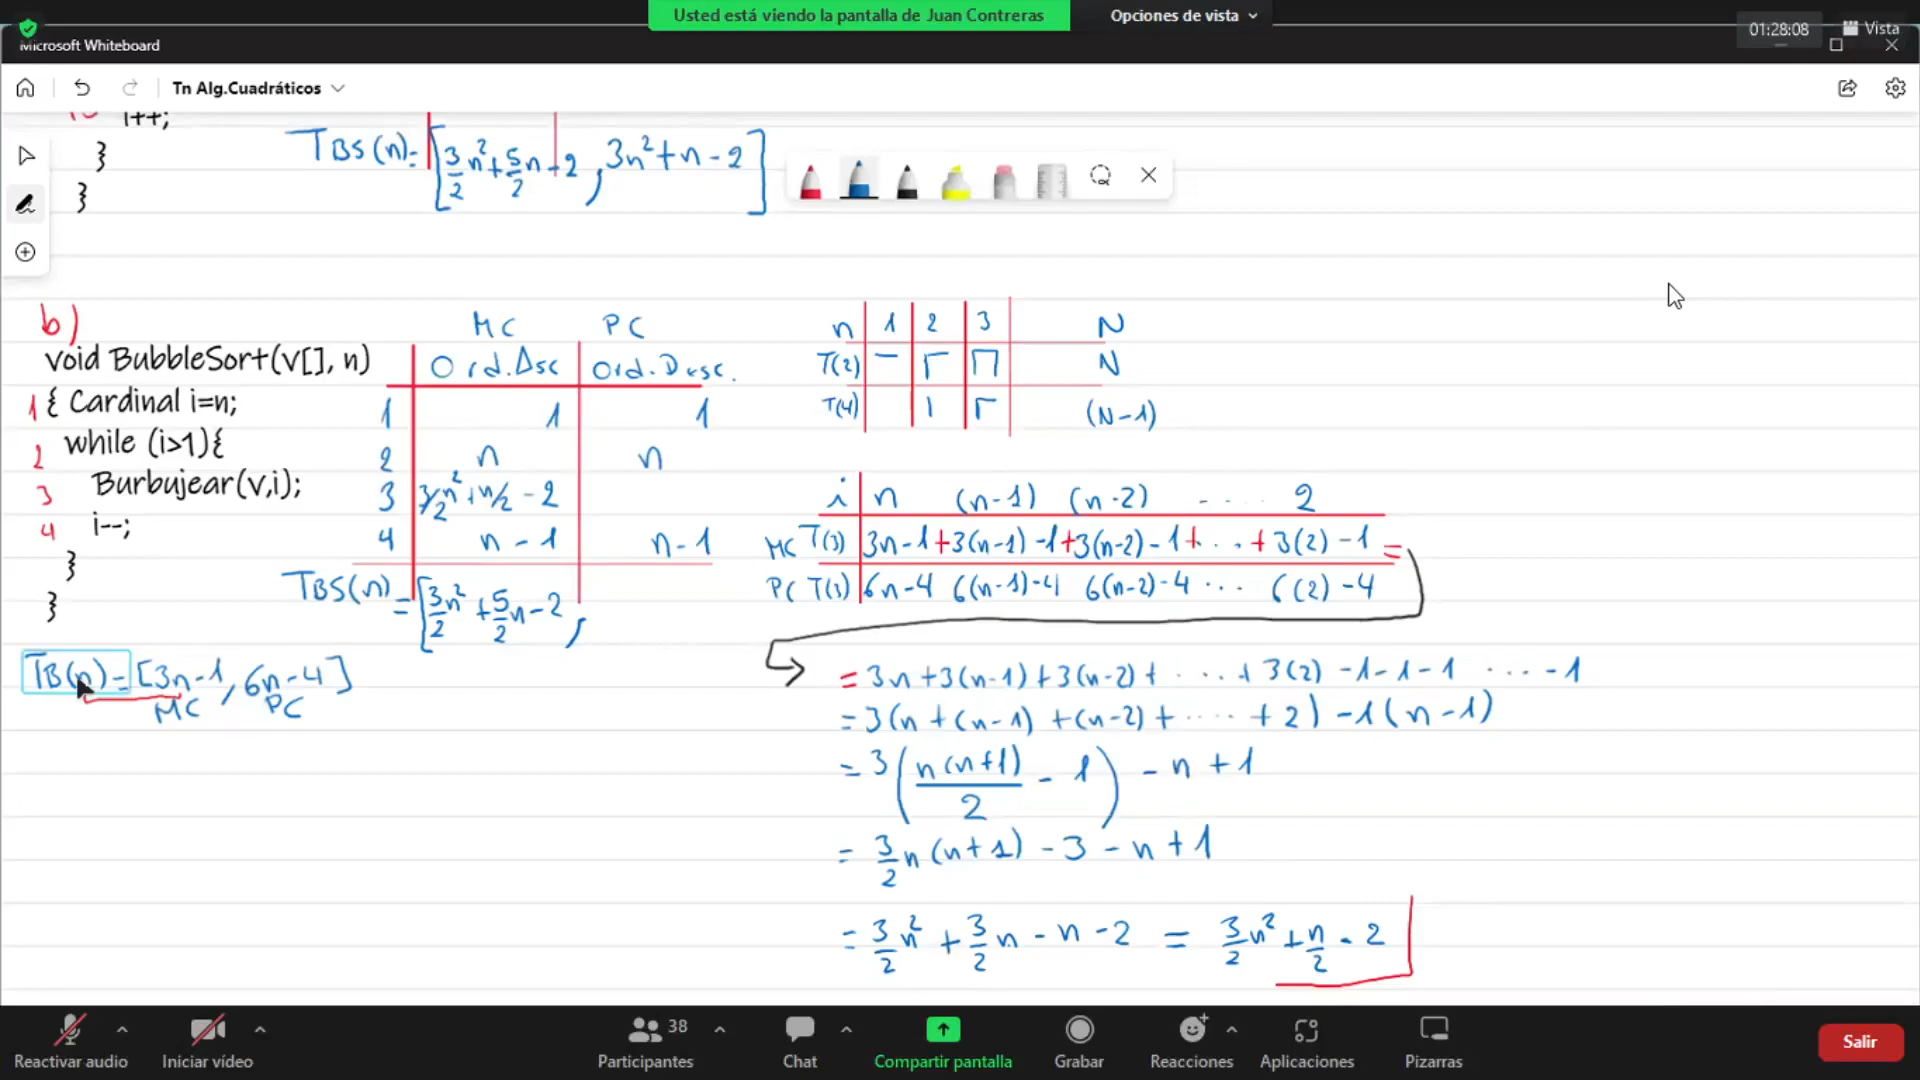 Usted está viendo la pantalla de Juan Contreras
Opciones de vista
01:28:08
Vista
Microsoft Whiteboard
Tn Alg.Cuadráticos
i++;
}
}
TBS(n)= [3/2 n²+5/2 n-2, 3n²+n-2]
b)
void BubbleSort(v[], n)
1 { Cardinal i=n;
2 while (i>1){
3 Burbujear(v,i);
4 i--;
}
}
MC PC
Ord.Asc Ord.Desc.
1 1 1
2 n n
3 3/2 n²+n/2-2
4 n-1 n-1
TBS(n) = [3/2 n²+5/2 n-2,
TB(n)= [3n-1, 6n-4]
MC PC
n 1 2 3 N
T(2) N
T(4) (N-1)
i n (n-1) (n-2) ..... 2
MC T(3) 3n-1+3(n-1)-1+3(n-2)-1+...+3(2)-1 =
PC T(3) 6n-4 6(n-1)-4 6(n-2)-4 ... 6(2)-4
= 3n+3(n-1)+3(n-2)+ .... +3(2)-1-1-1 ....-1
= 3(n+(n-1)+(n-2)+ .... +2)-1(n-1)
= 3(n(n+1)/2 - 1) - n + 1
= 3/2 n(n+1) - 3 - n + 1
= 3/2 n² + 3/2 n - n - 2 = 3/2 n² + n/2 - 2
Reactivar audio
Iniciar vídeo
38
Participantes
Chat
Compartir pantalla
Grabar
Reacciones
Aplicaciones
Pizarras
Salir